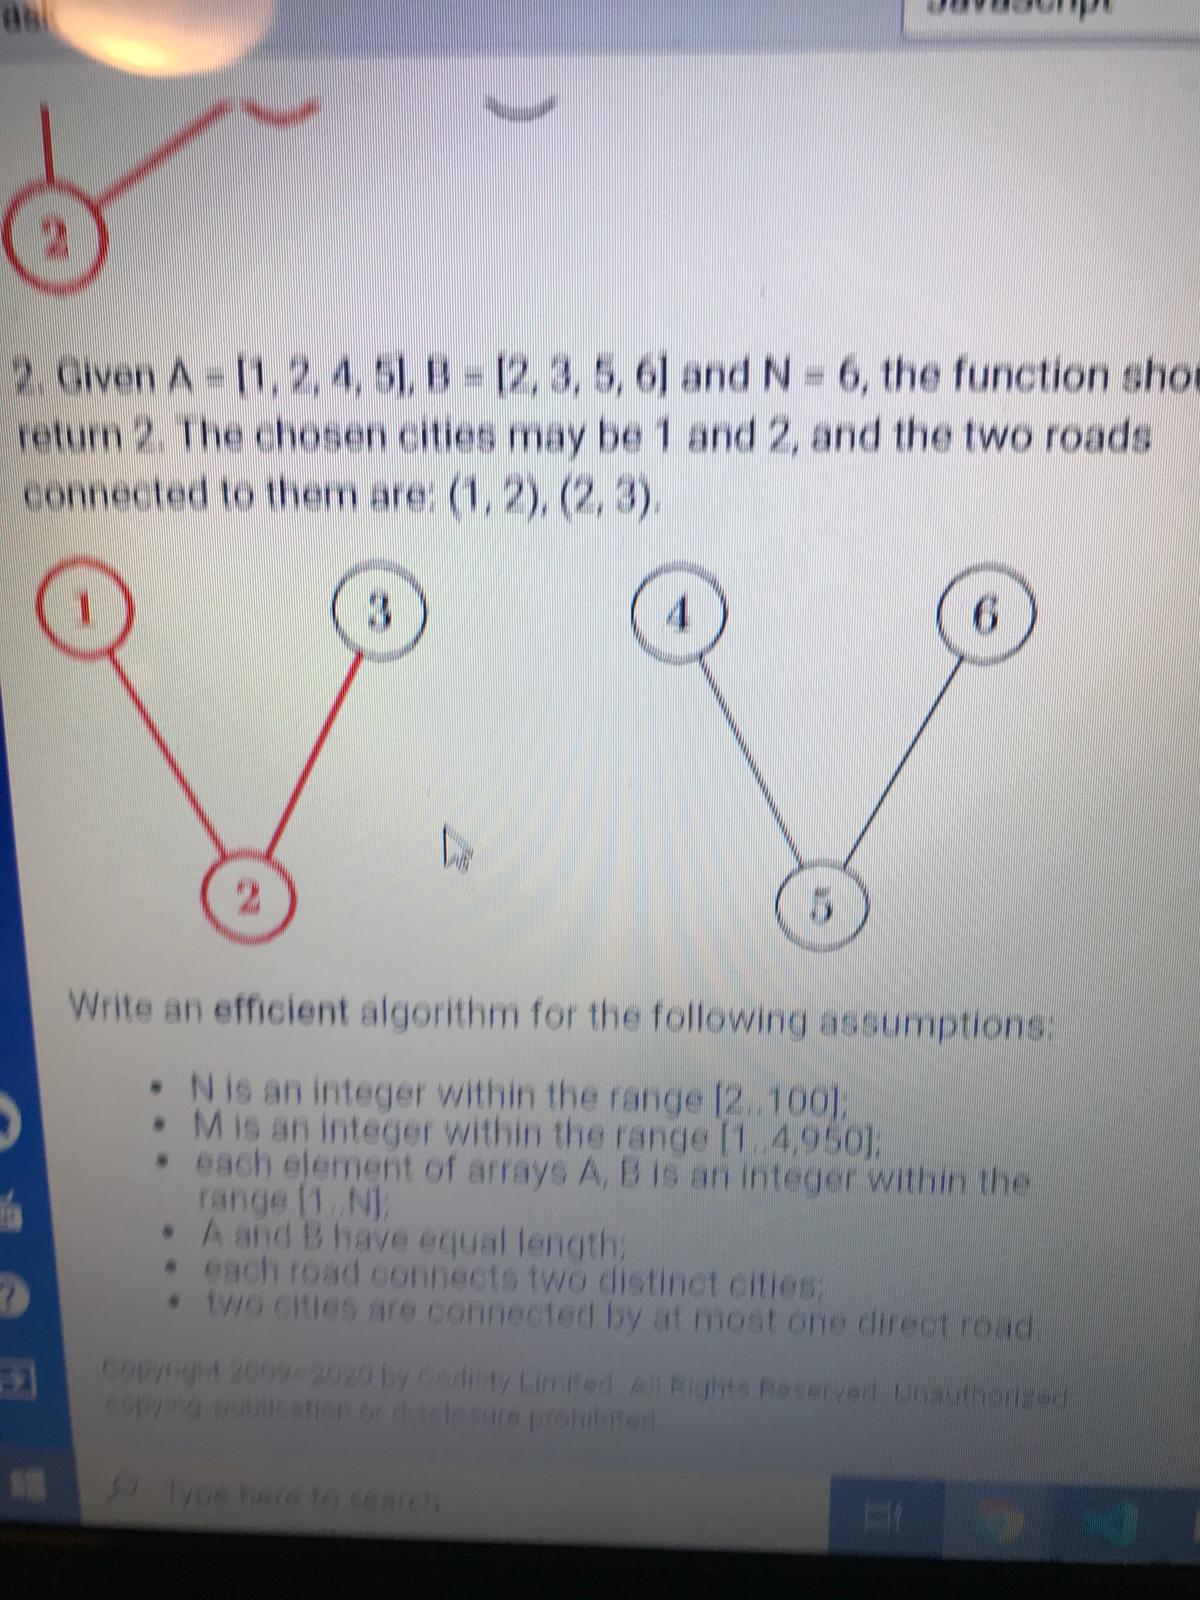 2
2. Given A = [1, 2, 4, 5], B = [2, 3, 5, 6] and N = 6, the function
return 2. The chosen cities may be 1 and 2, and the two roads
connected to them are: (1, 2), (2, 3).
1 3 4 6
2 5
Write an efficient algorithm for the following assumptions:
• N is an integer within the range [2..100];
• M is an integer within the range [1..4,950];
• each element of arrays A, B is an integer within the
range [1..N];
• A and B have equal length;
• each road connects two distinct cities;
• two cities are connected by at most one direct road.
Copyright 2009–2020 by Codility Limited. All Rights Reserved. Unauthorized
copying, publication or disclosure prohibited.
Type here to search